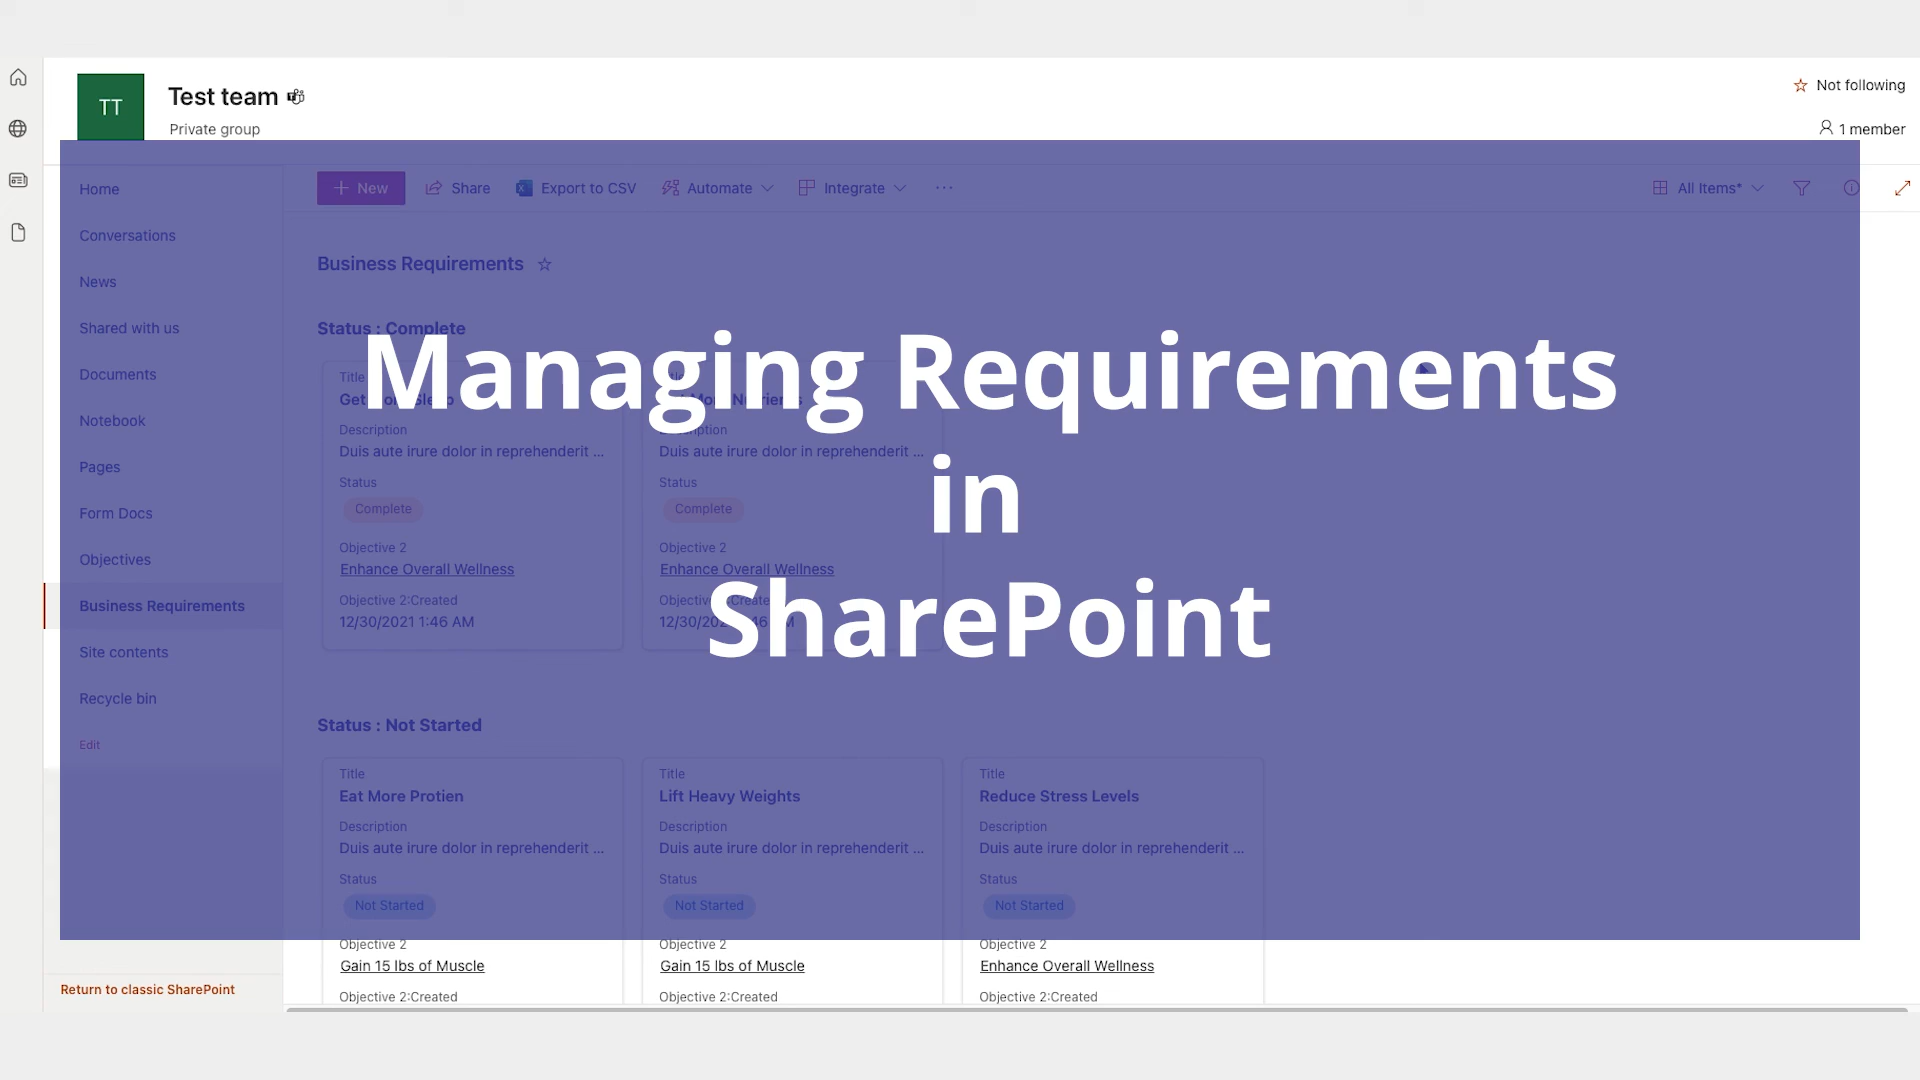 TT
Test team
Private group
Not following
1 member
Home
Conversations
News
Shared with us
Documents
Notebook
Pages
Form Docs
Objectives
Business Requirements
Site contents
Recycle bin
Edit
Return to classic SharePoint
New Share Export to CSV Automate Integrate ··· All Items*
Business Requirements
Status : Complete
Managing Requirements
in
SharePoint
Title
Description Description
Duis aute irure dolor in reprehenderit ... Duis aute irure dolor in reprehenderit ...
Status Status
Complete Complete
Objective 2 Objective 2
Enhance Overall Wellness Enhance Overall Wellness
Objective 2:Created
12/30/2021 1:46 AM
Status : Not Started
Title Title Title
Eat More Protien Lift Heavy Weights Reduce Stress Levels
Description Description Description
Duis aute irure dolor in reprehenderit ... Duis aute irure dolor in reprehenderit ... Duis aute irure dolor in reprehenderit ...
Status Status Status
Not Started Not Started Not Started
Objective 2 Objective 2 Objective 2
Gain 15 lbs of Muscle Gain 15 lbs of Muscle Enhance Overall Wellness
Objective 2:Created Objective 2:Created Objective 2:Created